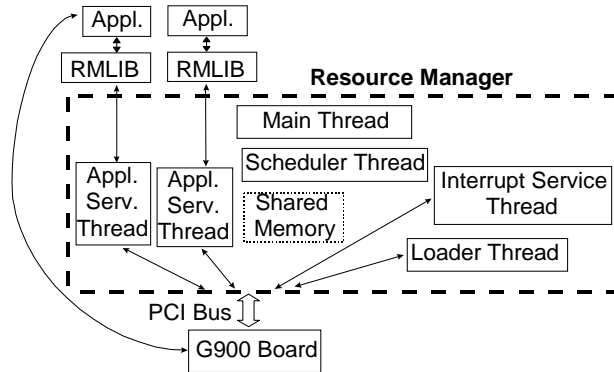 Appl.
Appl.
RMLIB
RMLIB
Resource Manager
Main Thread
Scheduler Thread
Appl.
Serv.
Thread
Appl.
Serv.
Thread
Shared
Memory
Interrupt Service
Thread
Loader Thread
PCI Bus
G900 Board